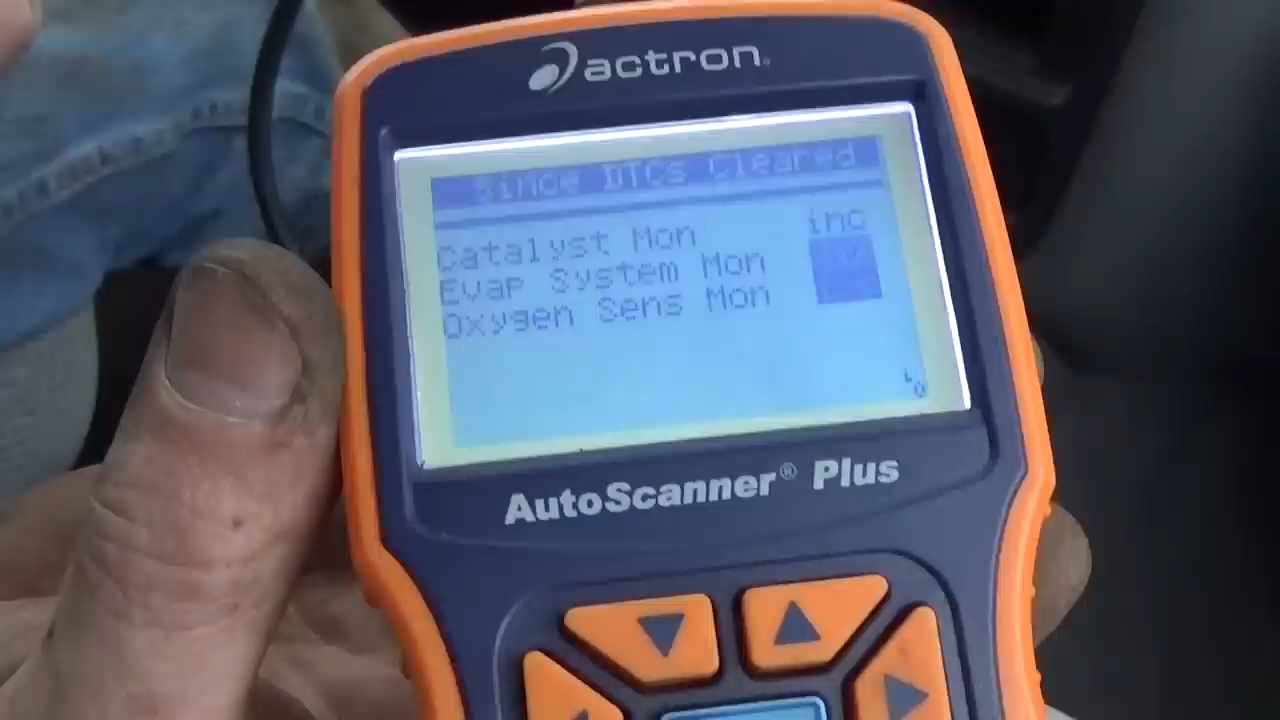 actron®
Since DTCs Cleared
Catalyst Mon inc
Evap System Mon
Oxygen Sens Mon
AutoScanner® Plus